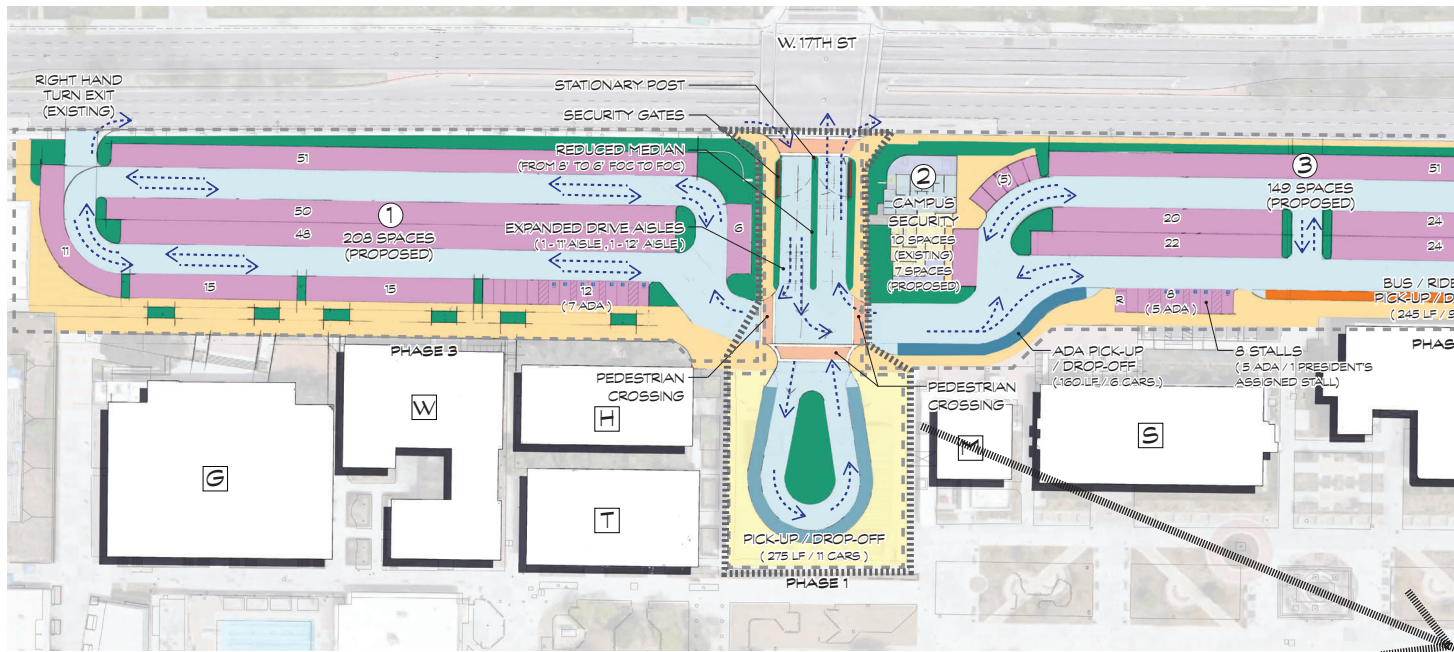 W. 17TH ST
RIGHT HAND
TURN EXIT
(EXISTING)
STATIONARY POST
SECURITY GATES
REDUCED MEDIAN
(FROM 8' TO 6' FOC TO FOC)
EXPANDED DRIVE AISLES
(1 - 11' AISLE, 1 - 12' AISLE)
51
50
48
1
208 SPACES
(PROPOSED)
11
6
15
15
12
(7 ADA)
2
CAMPUS
SECURITY
10 SPACES
(EXISTING)
7 SPACES
(PROPOSED)
(5)
3
149 SPACES
(PROPOSED)
51
20
22
24
24
R
8
(5 ADA)
BUS / RIDE
PICK-UP / D
(245 LF / S
PHASE 3
PHAS
PEDESTRIAN
CROSSING
PEDESTRIAN
CROSSING
ADA PICK-UP
/ DROP-OFF
(160 LF / 6 CARS)
8 STALLS
(5 ADA / 1 PRESIDENTS
ASSIGNED STALL)
G
W
H
T
S
PICK-UP / DROP-OFF
(275 LF / 11 CARS)
PHASE 1